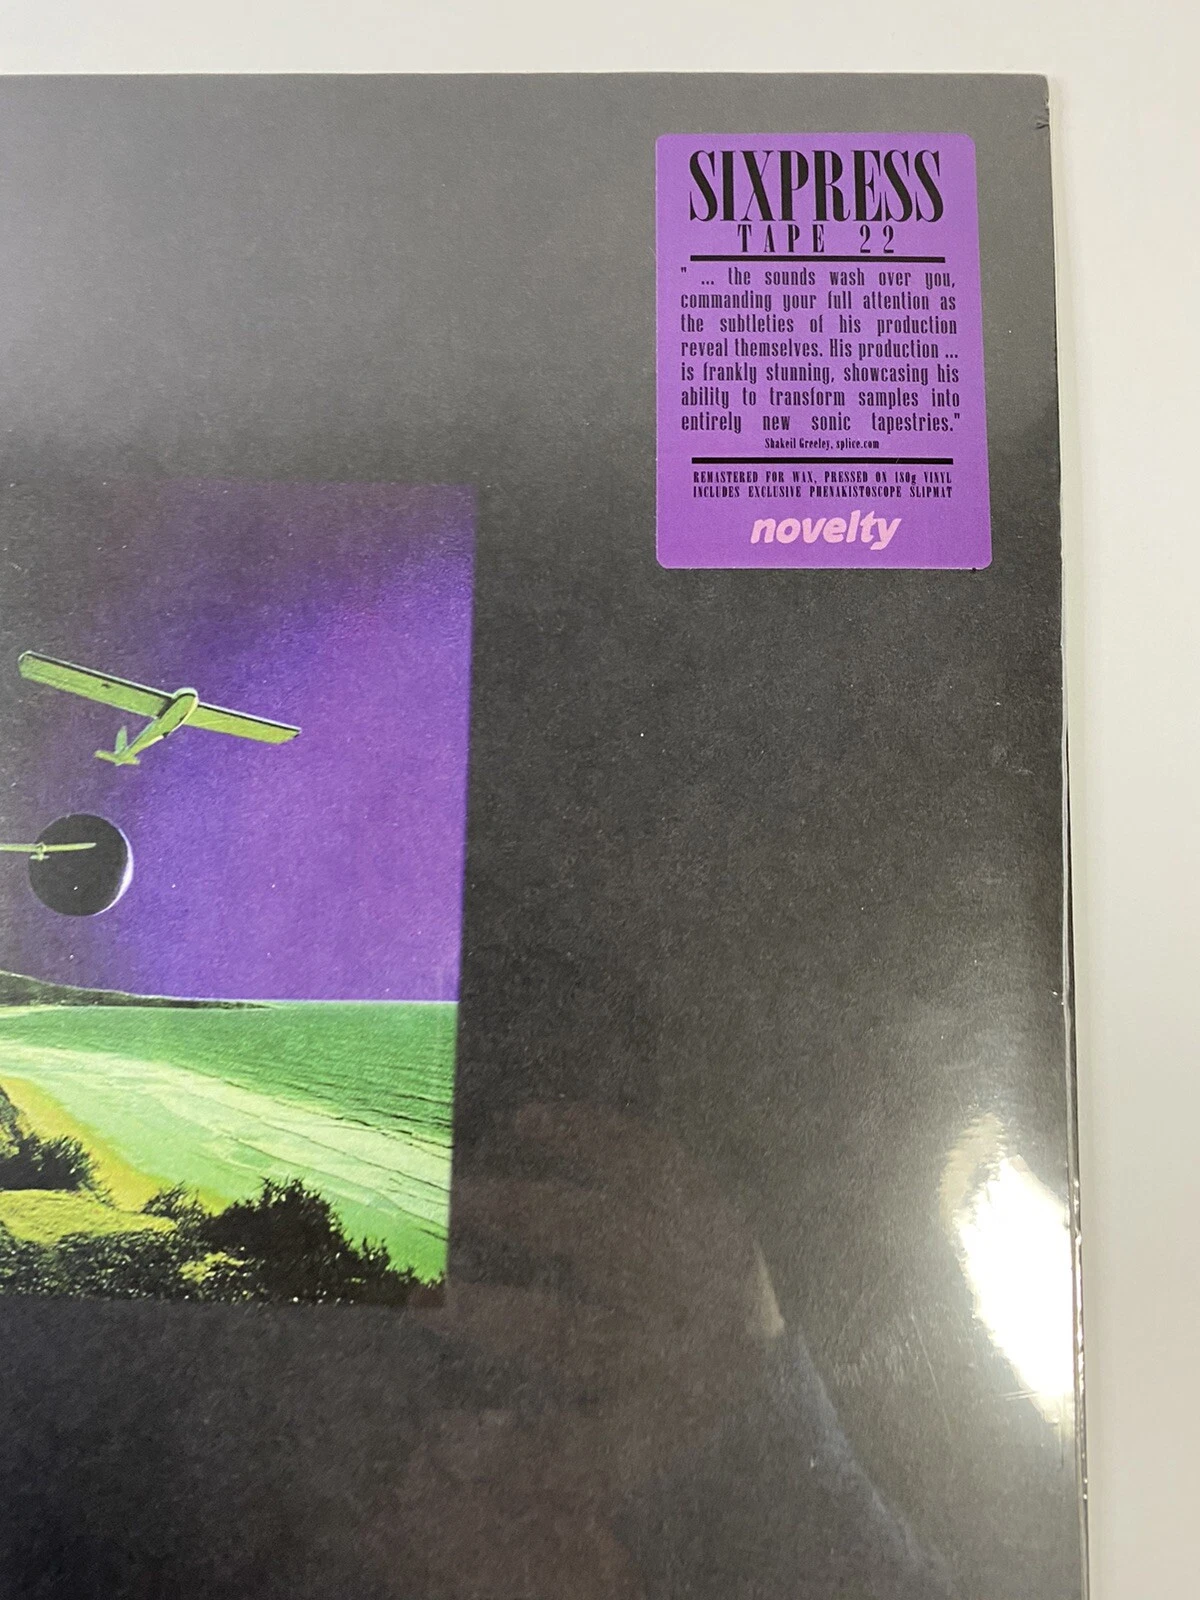 SIXPRESS
TAPE 22
" ... the sounds wash over you,
commanding your full attention as
the subtleties of his production
reveal themselves. His production ...
is frankly stunning, showcasing his
ability to transform samples into
entirely new sonic tapestries."
Shakeil Greeley, splice.com
REMASTERED FOR WAX, PRESSED ON 180g VINYL
INCLUDES EXCLUSIVE PHENAKISTOSCOPE SLIPMAT
novelty